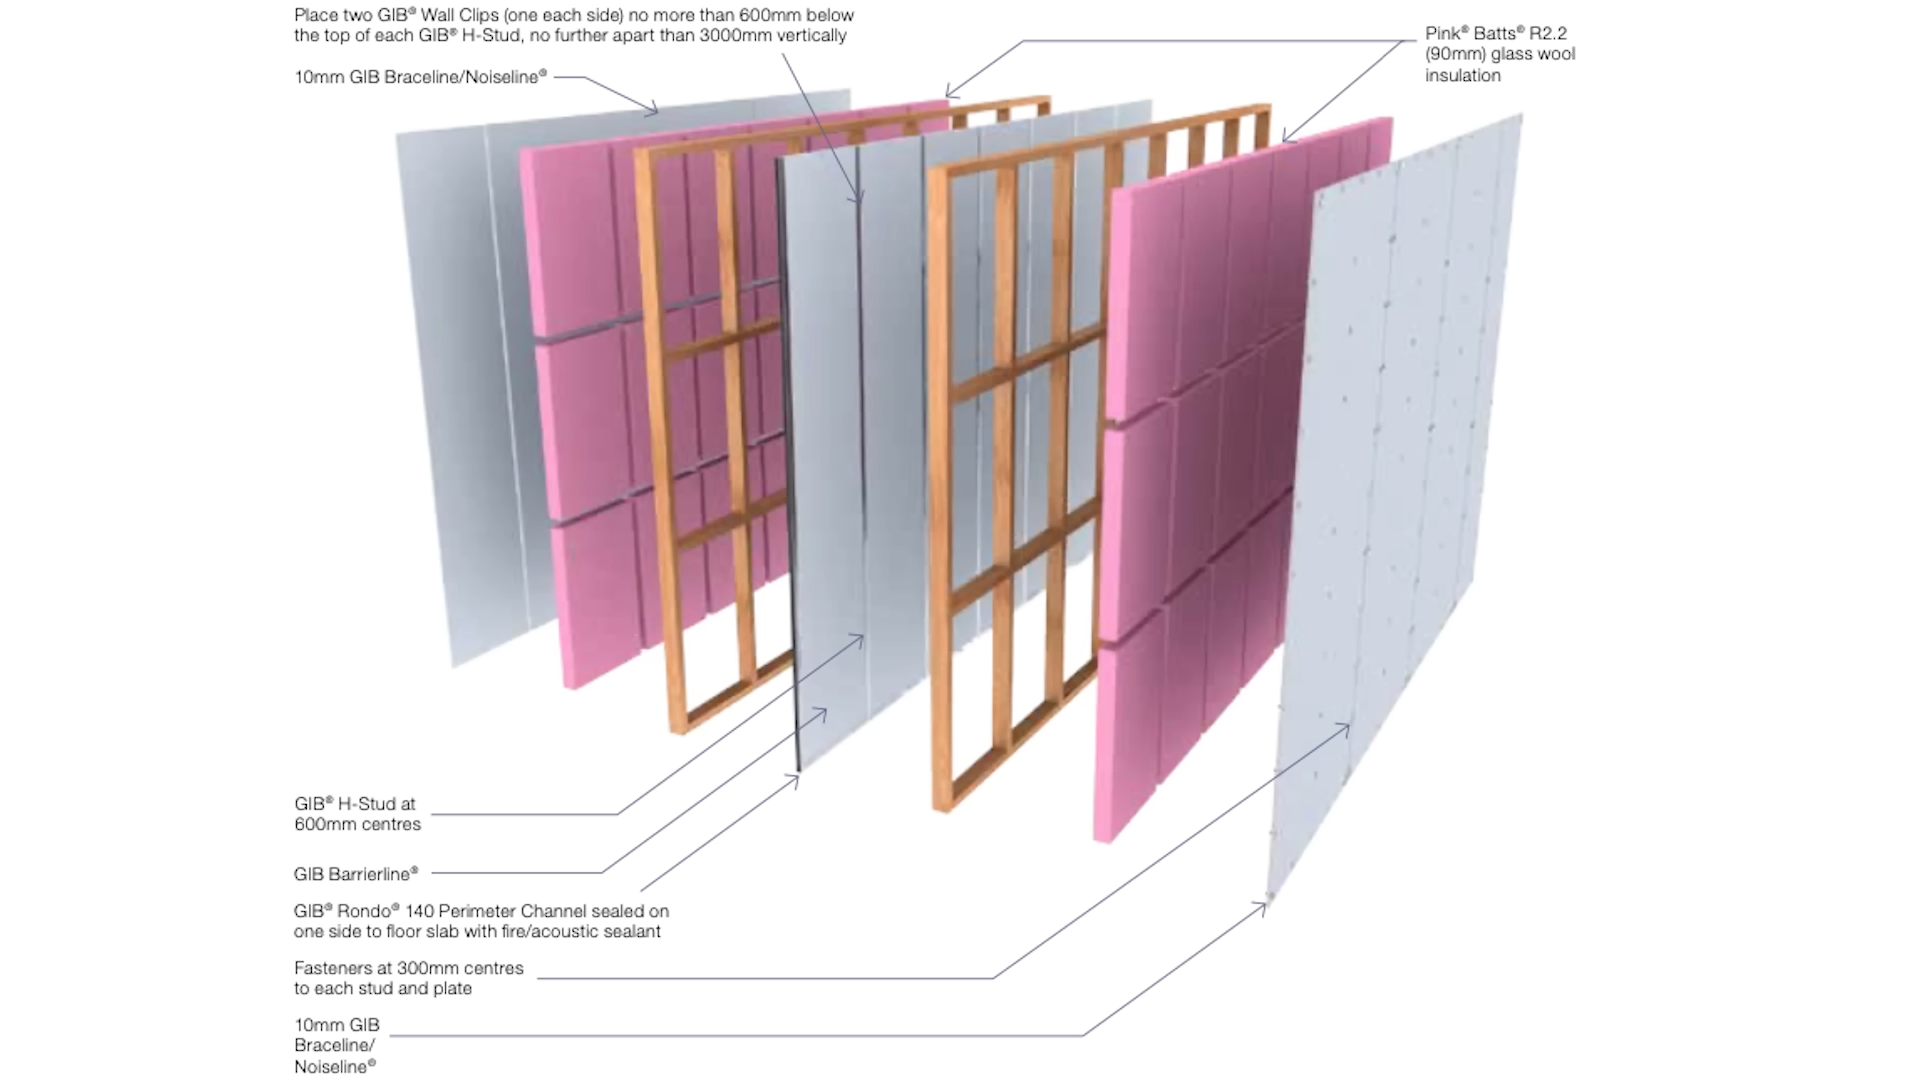 Place two GIB® Wall Clips (one each side) no more than 600mm below
the top of each GIB® H-Stud, no further apart than 3000mm vertically
10mm GIB Braceline/Noiseline®
Pink® Batts® R2.2
(90mm) glass wool
insulation
GIB® H-Stud at
600mm centres
GIB Barrierline®
GIB® Rondo® 140 Perimeter Channel sealed on
one side to floor slab with fire/acoustic sealant
Fasteners at 300mm centres
to each stud and plate
10mm GIB
Braceline/
Noiseline®